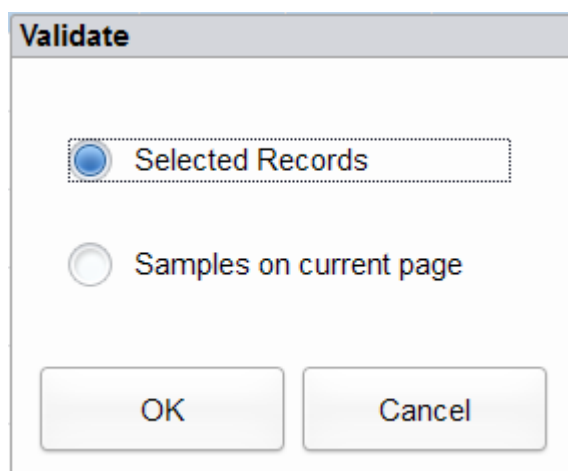 Validate
Selected Records
Samples on current page
OK
Cancel